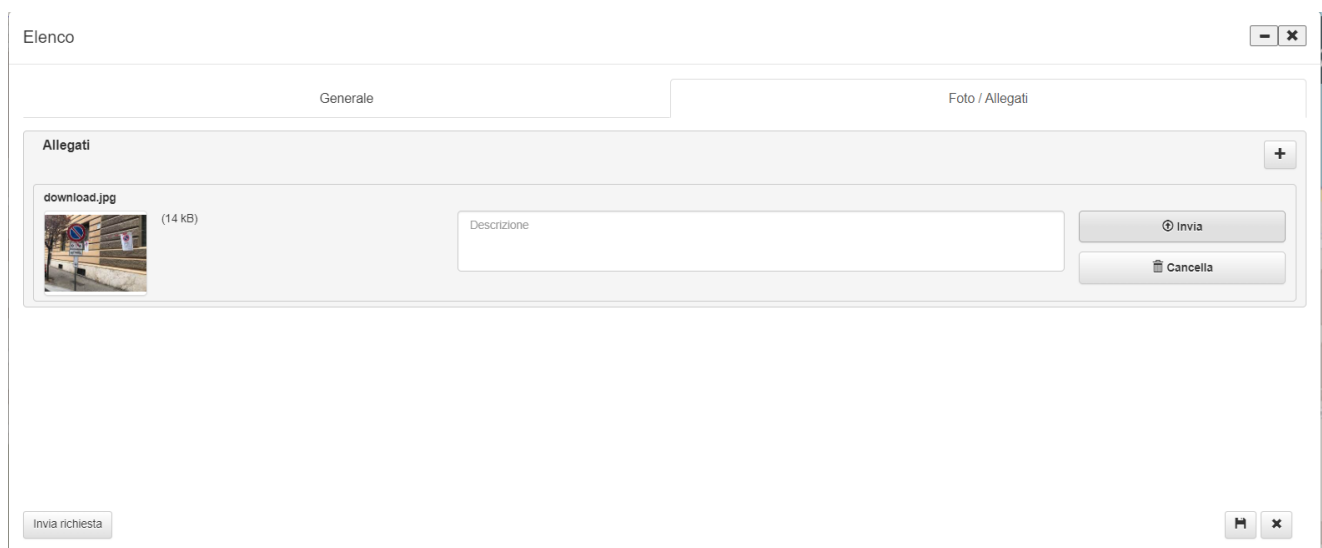 Elenco
Generale
Foto / Allegati
Allegati
download.jpg
(14 kB)
Descrizione
Invia
Cancella
Invia richiesta